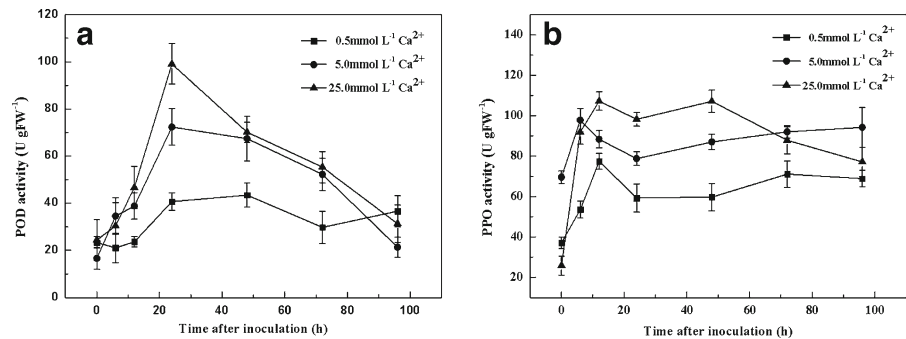 a
0.5mmol L⁻¹ Ca²⁺
5.0mmol L⁻¹ Ca²⁺
25.0mmol L⁻¹ Ca²⁺
POD activity (U gFW⁻¹)
120
100
80
60
40
20
0
0 20 40 60 80 100
Time after inoculation (h)
b
0.5mmol L⁻¹ Ca²⁺
5.0mmol L⁻¹ Ca²⁺
25.0mmol L⁻¹ Ca²⁺
PPO activity (U gFW⁻¹)
140
120
100
80
60
40
20
0 20 40 60 80 100
Time after inoculation (h)